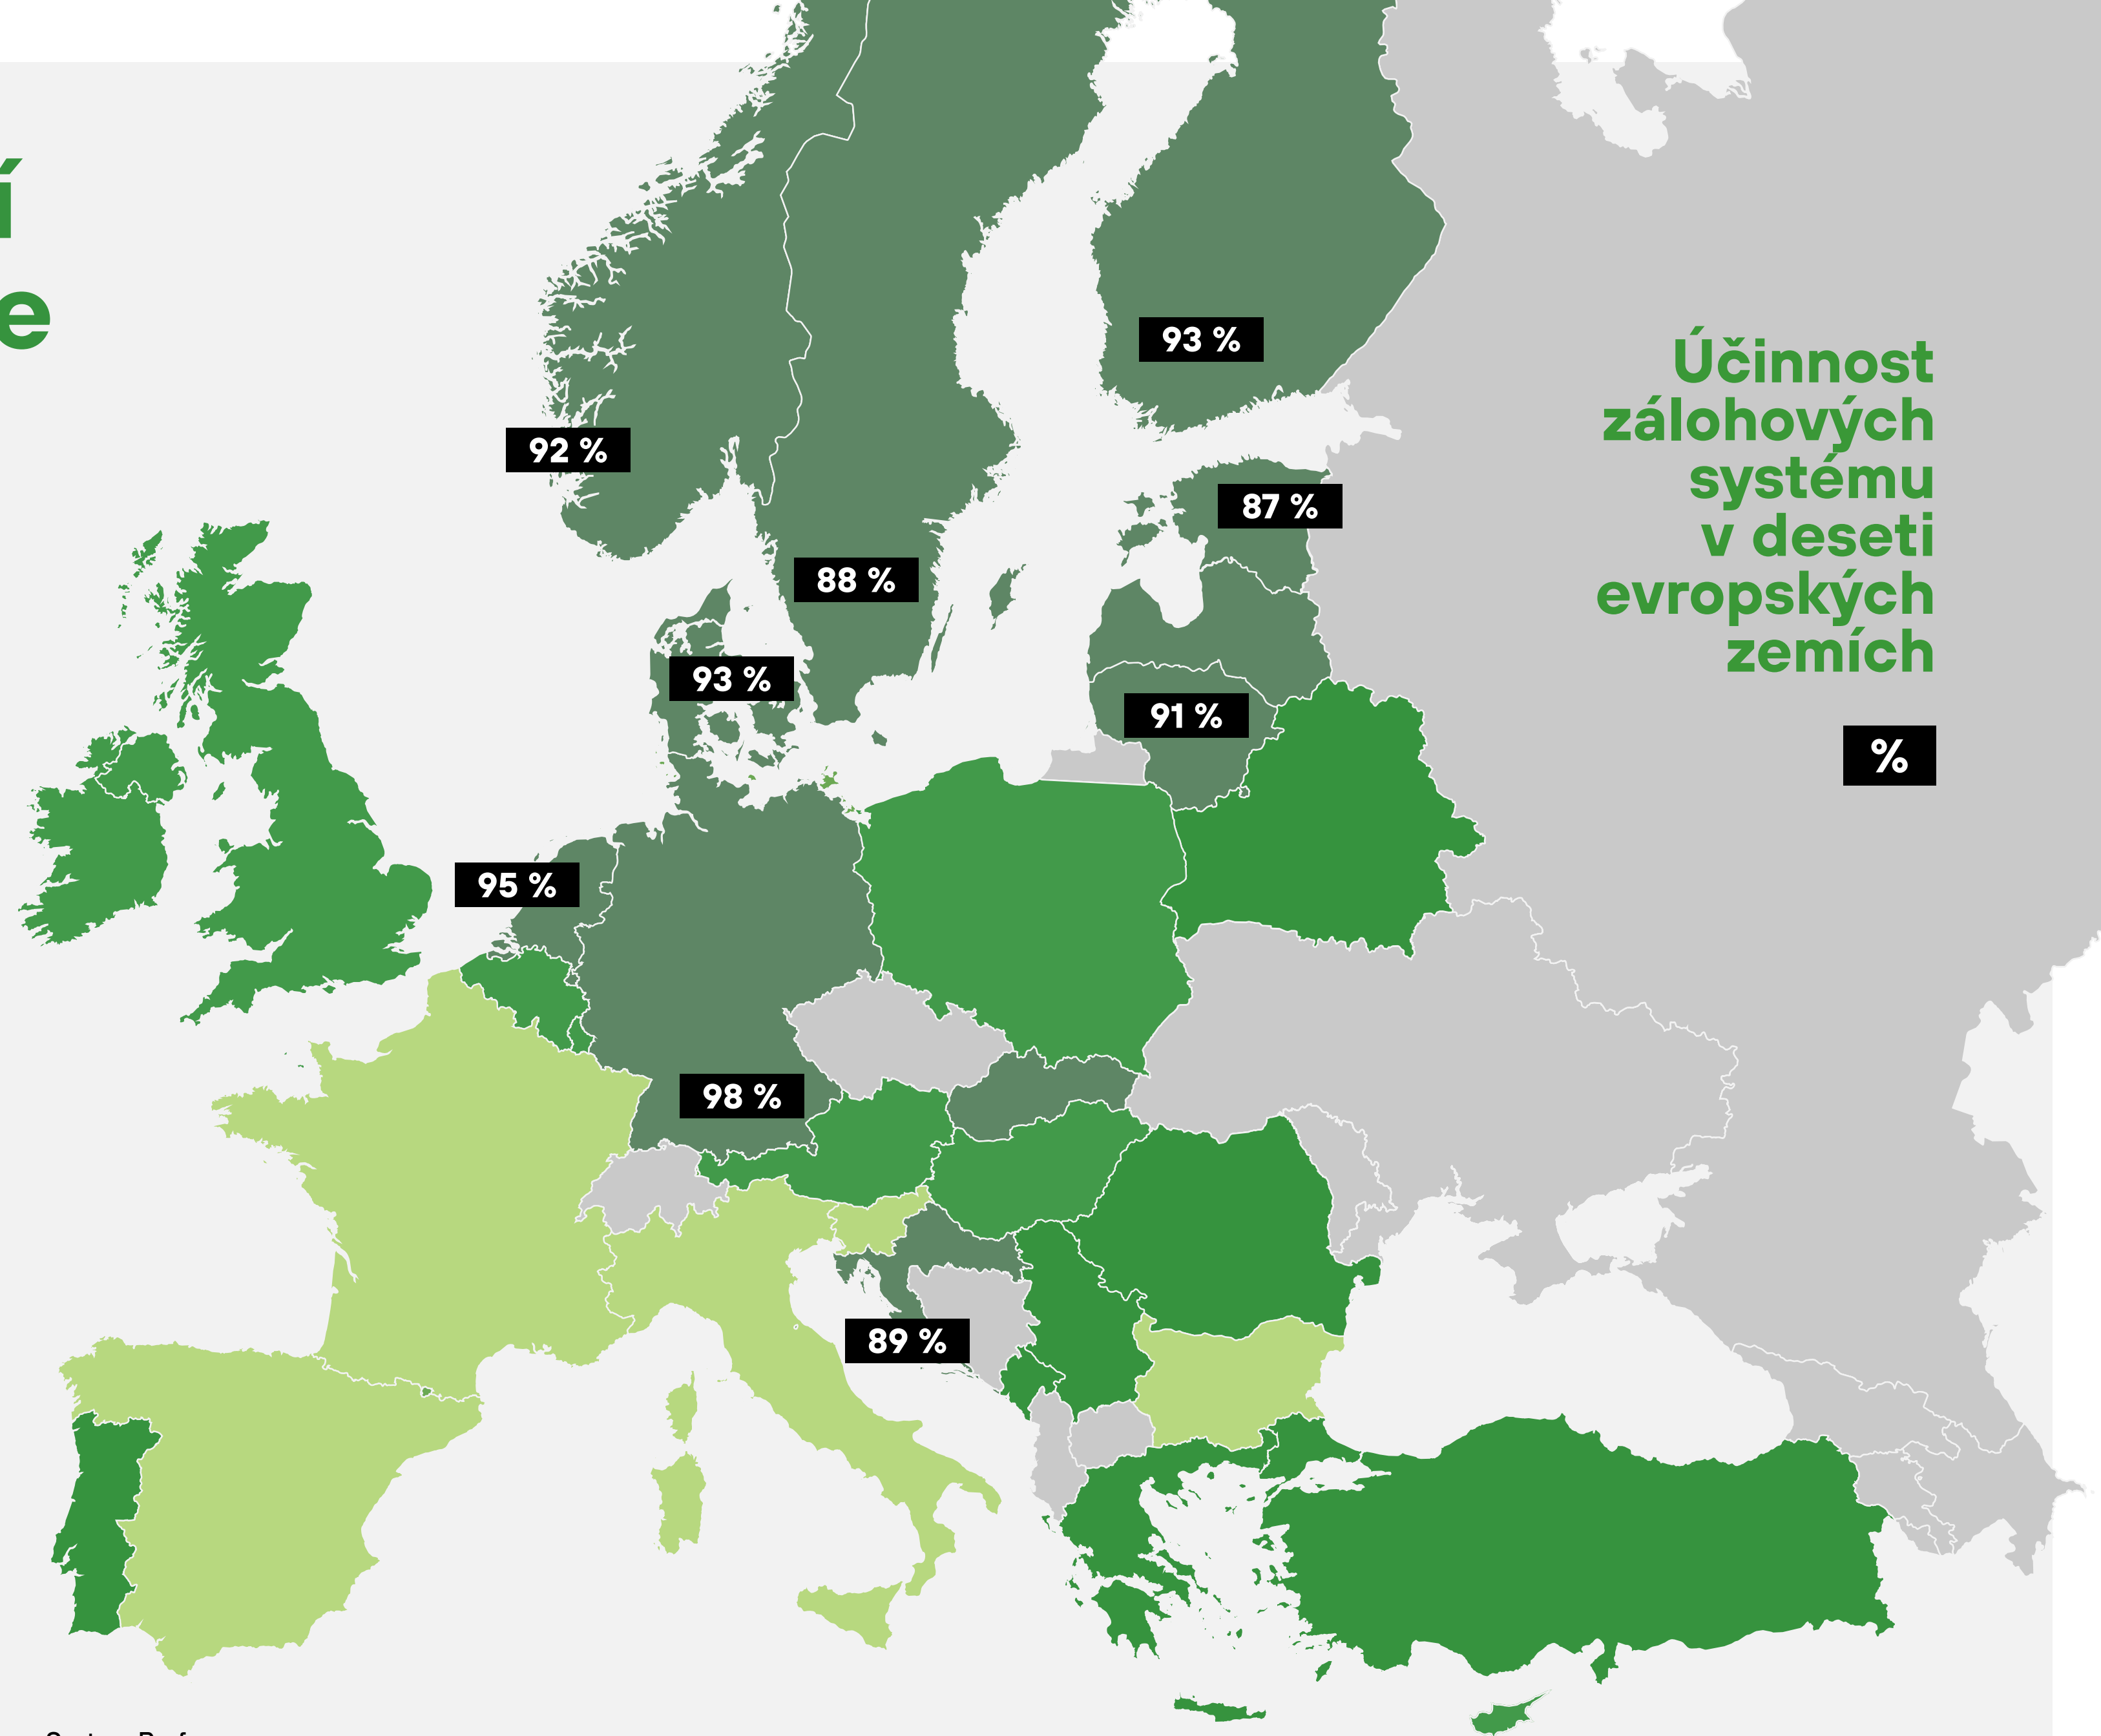 í
e
93 %
92 %
87 %
88 %
93 %
91 %
95 %
98 %
89 %
Účinnost
zálohových
systému
v deseti
evropských
zemích
%